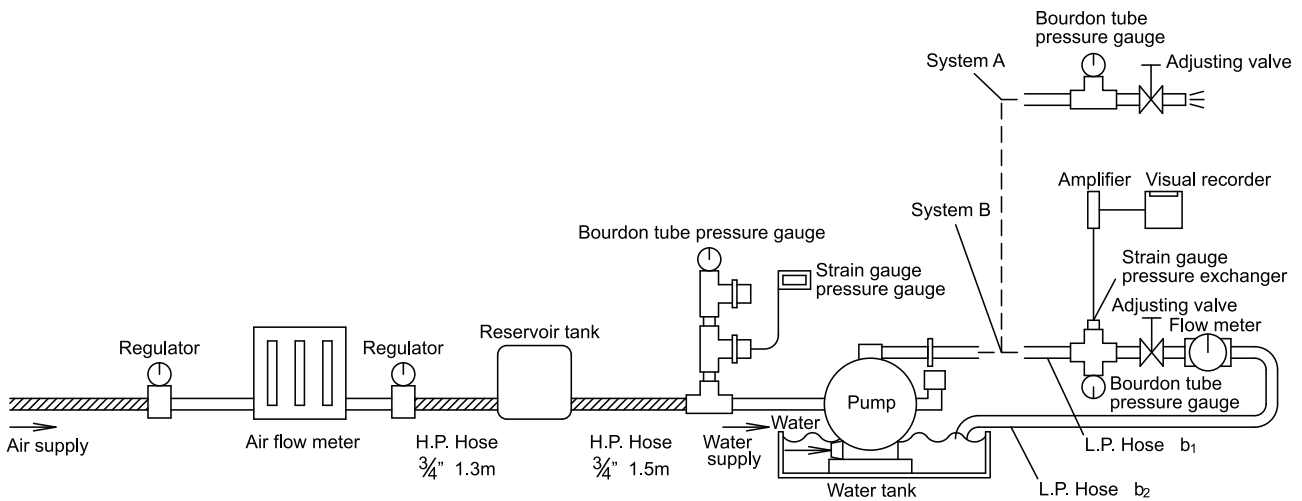 Bourdon tube
pressure gauge
System A
Adjusting valve
Amplifier
Visual recorder
System B
Bourdon tube pressure gauge
Strain gauge
pressure gauge
Strain gauge
pressure exchanger
Adjusting valve
Flow meter
Reservoir tank
Regulator
Regulator
Pump
Bourdon tube
pressure gauge
Air supply
Air flow meter
H.P. Hose
¾" 1.3m
H.P. Hose
¾" 1.5m
Water
Water
supply
Water tank
L.P. Hose b₁
L.P. Hose b₂